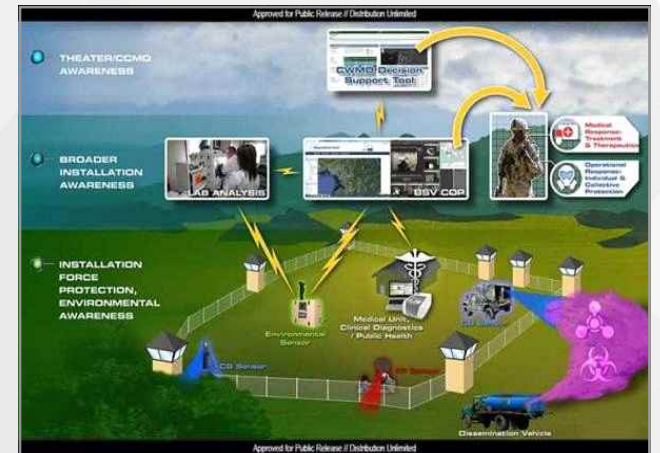 Approved for Public Release // Distribution Unlimited
THEATER/CCMD
AWARENESS
CWMD Decision
Support Tool
Medical
Response:
Treatment
& Therapeutics
BROADER
INSTALLATION
AWARENESS
LAB ANALYSIS
BSV COP
Operational
Response:
Individual &
Collective
Protection
INSTALLATION
FORCE
PROTECTION,
ENVIRONMENTAL
AWARENESS
Environmental
Sensor
Medical Unit,
Clinical Diagnostics
/ Public Health
CB Sensor
Sensor
Dissemination Vehicle
Approved for Public Release // Distribution Unlimited